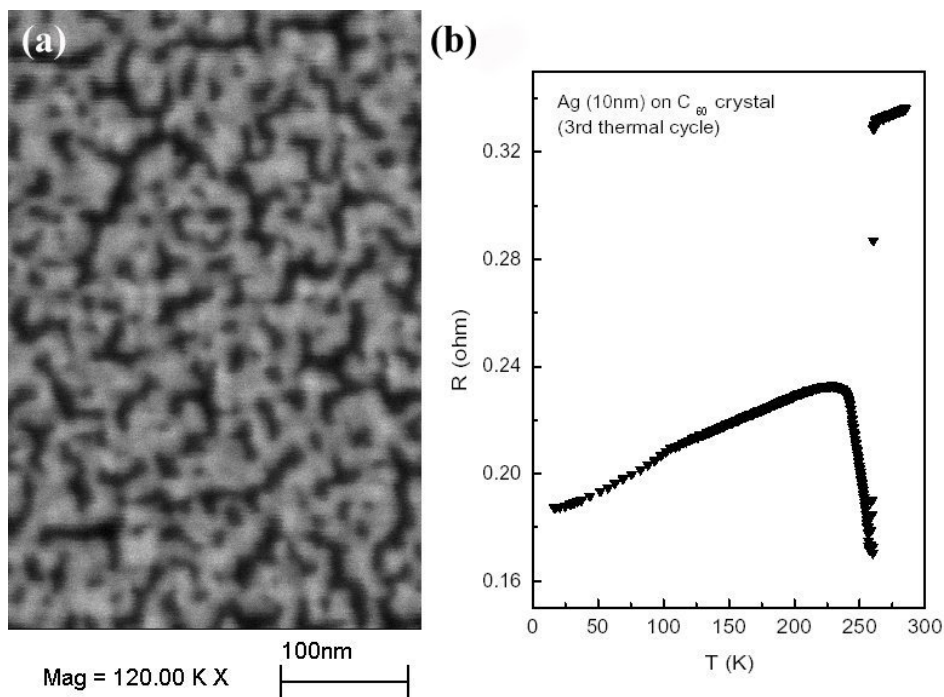 (a)
(b)
Ag (10nm) on C60 crystal
(3rd thermal cycle)
0.32
0.28
0.24
0.20
0.16
R (ohm)
0 50 100 150 200 250 300
T (K)
100nm
Mag = 120.00 K X